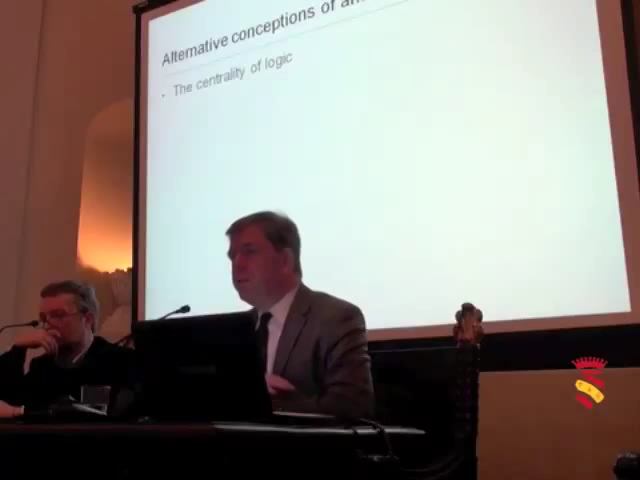 Alternative conceptions of
• The centrality of logic